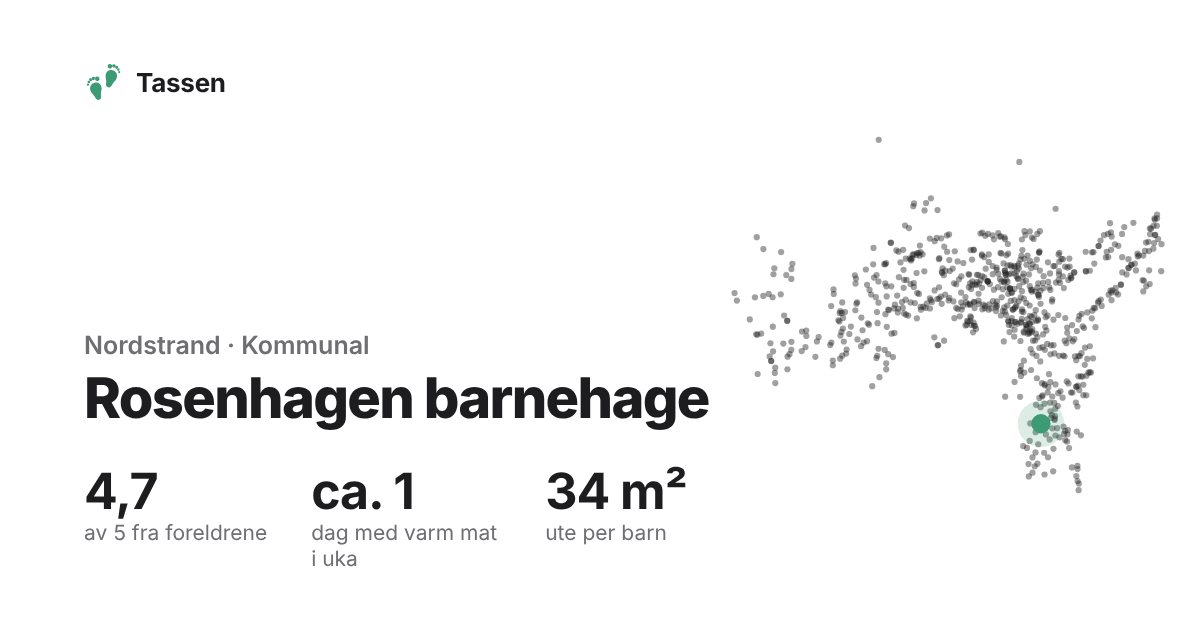 Tassen
Nordstrand · Kommunal
Rosenhagen barnehage
4,7
av 5 fra foreldrene
ca. 1
dag med varm mat
i uka
34 m²
ute per barn